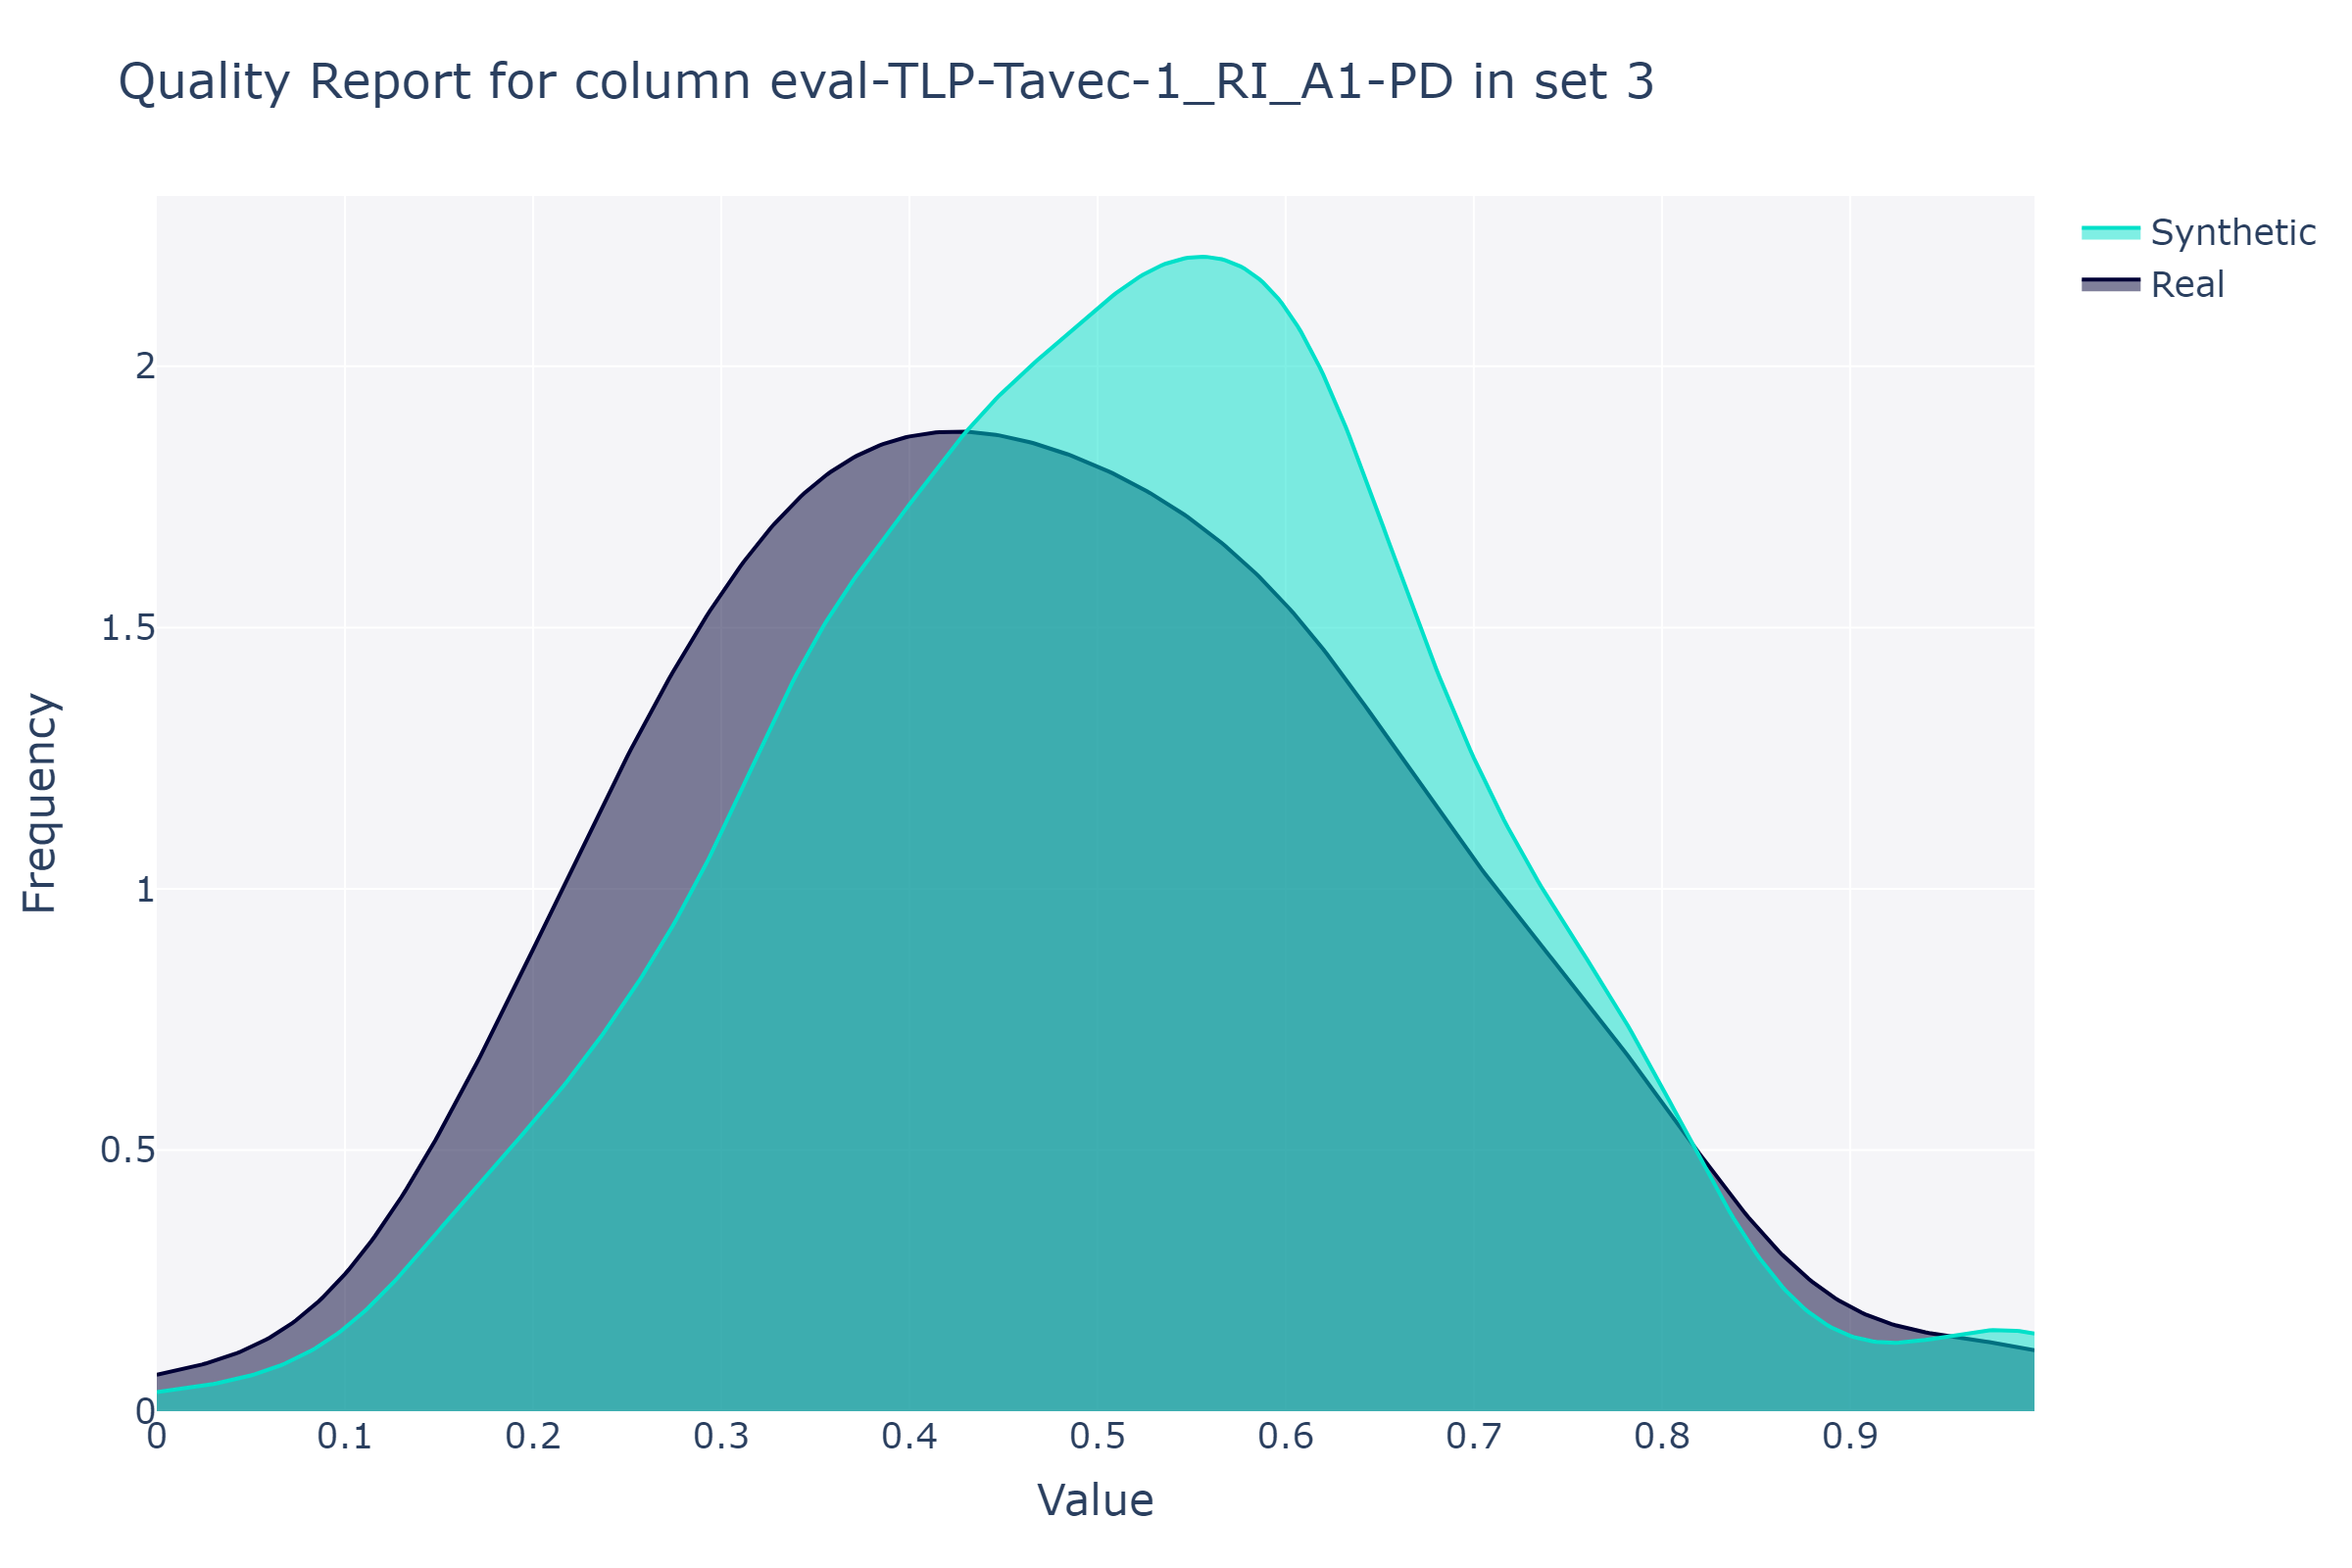 Quality Report for column eval-TLP-Tavec-1_RI_A1-PD in set 3
Synthetic
Real
Frequency
2
1.5
1
0.5
0
0 0.1 0.2 0.3 0.4 0.5 0.6 0.7 0.8 0.9
Value